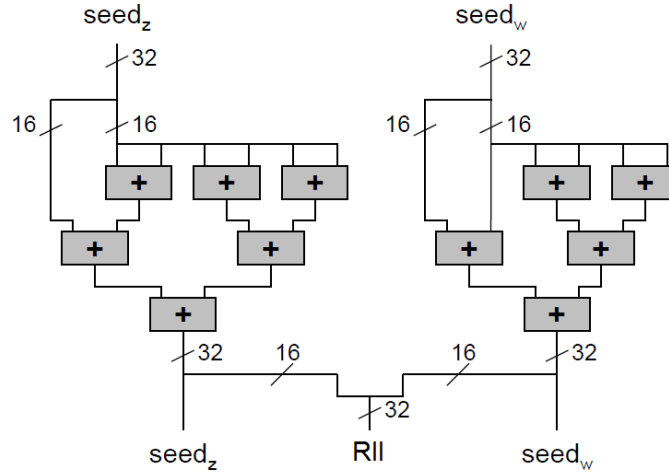 seedz seedw
32 32
16 16 16 16
+ + + + +
+ + + +
+ +
32 16 16 32
32
seedz RII seedw